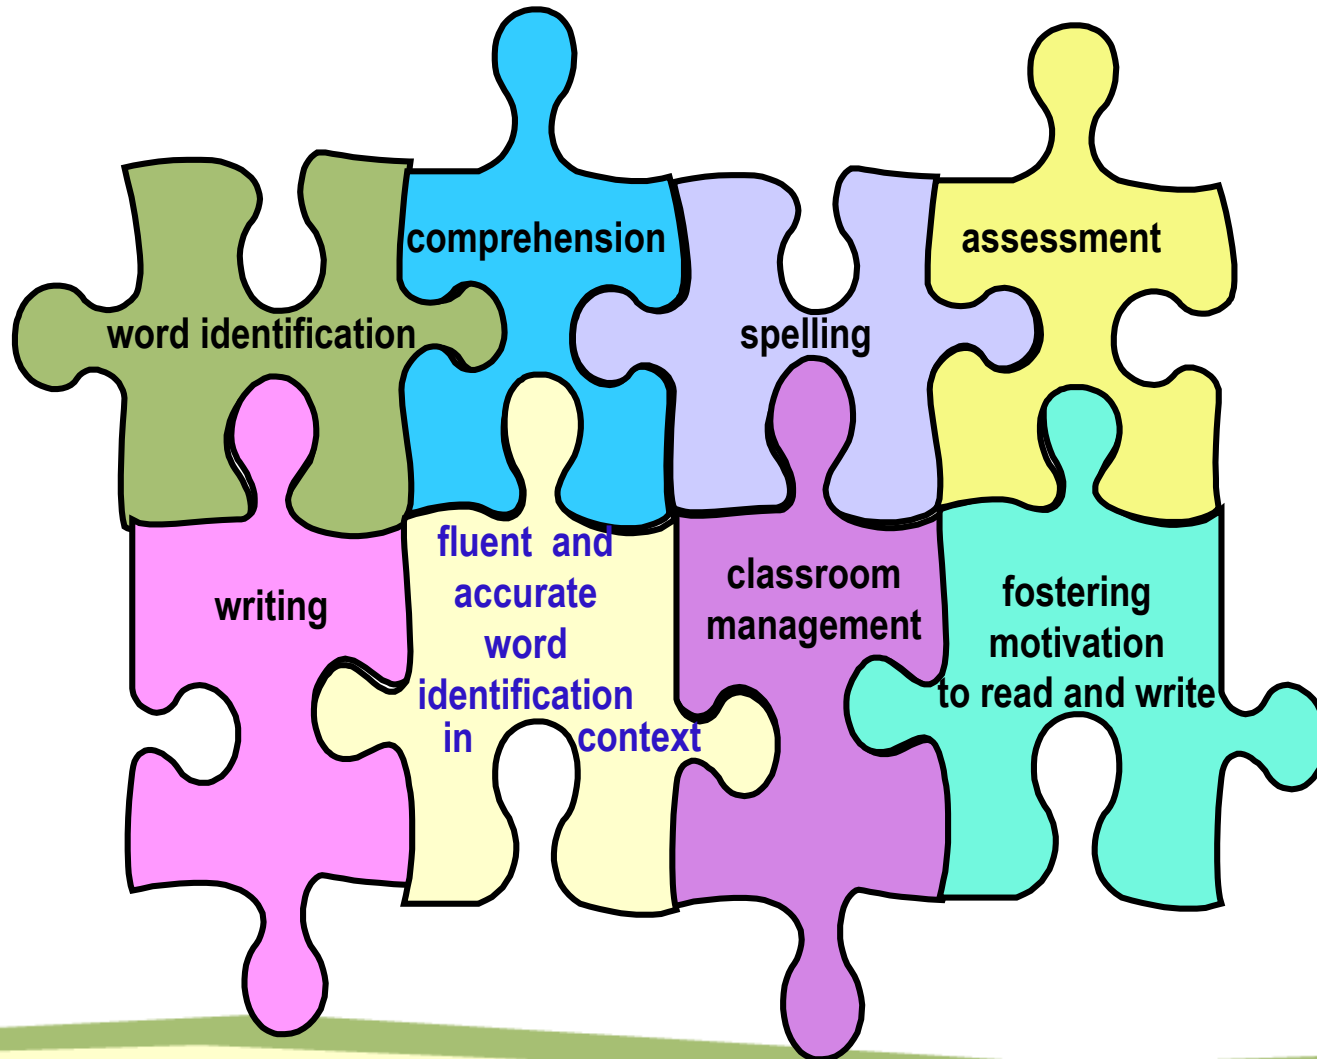 comprehension
assessment
word identification
spelling
writing
fluent and
accurate
word
identification
in context
classroom
management
fostering
motivation
to read and write